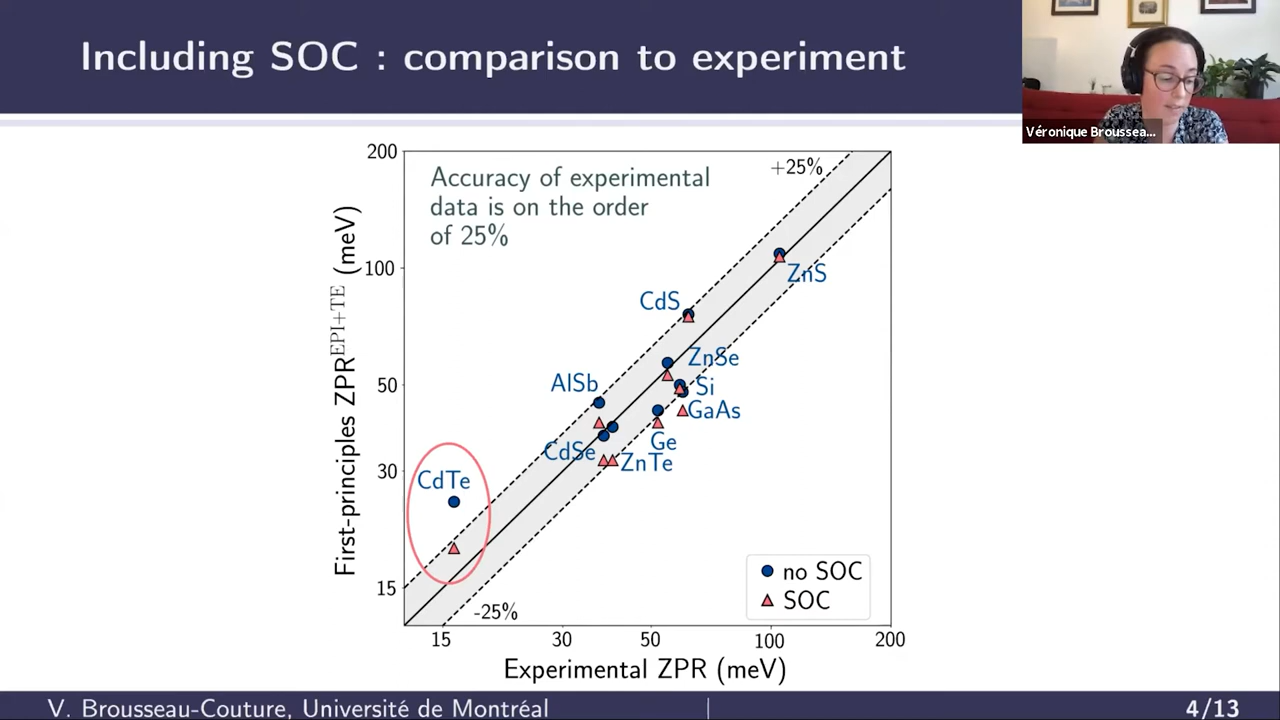 Including SOC : comparison to experiment
Véronique Broussea...
200
100
50
30
15
First-principles ZPR^EPI+TE (meV)
Accuracy of experimental
data is on the order
of 25%
+25%
ZnS
CdS
ZnSe
AlSb
Si
GaAs
Ge
CdSe
ZnTe
CdTe
no SOC
SOC
-25%
15
30
50
100
200
Experimental ZPR (meV)
V. Brousseau-Couture, Université de Montréal
4/13